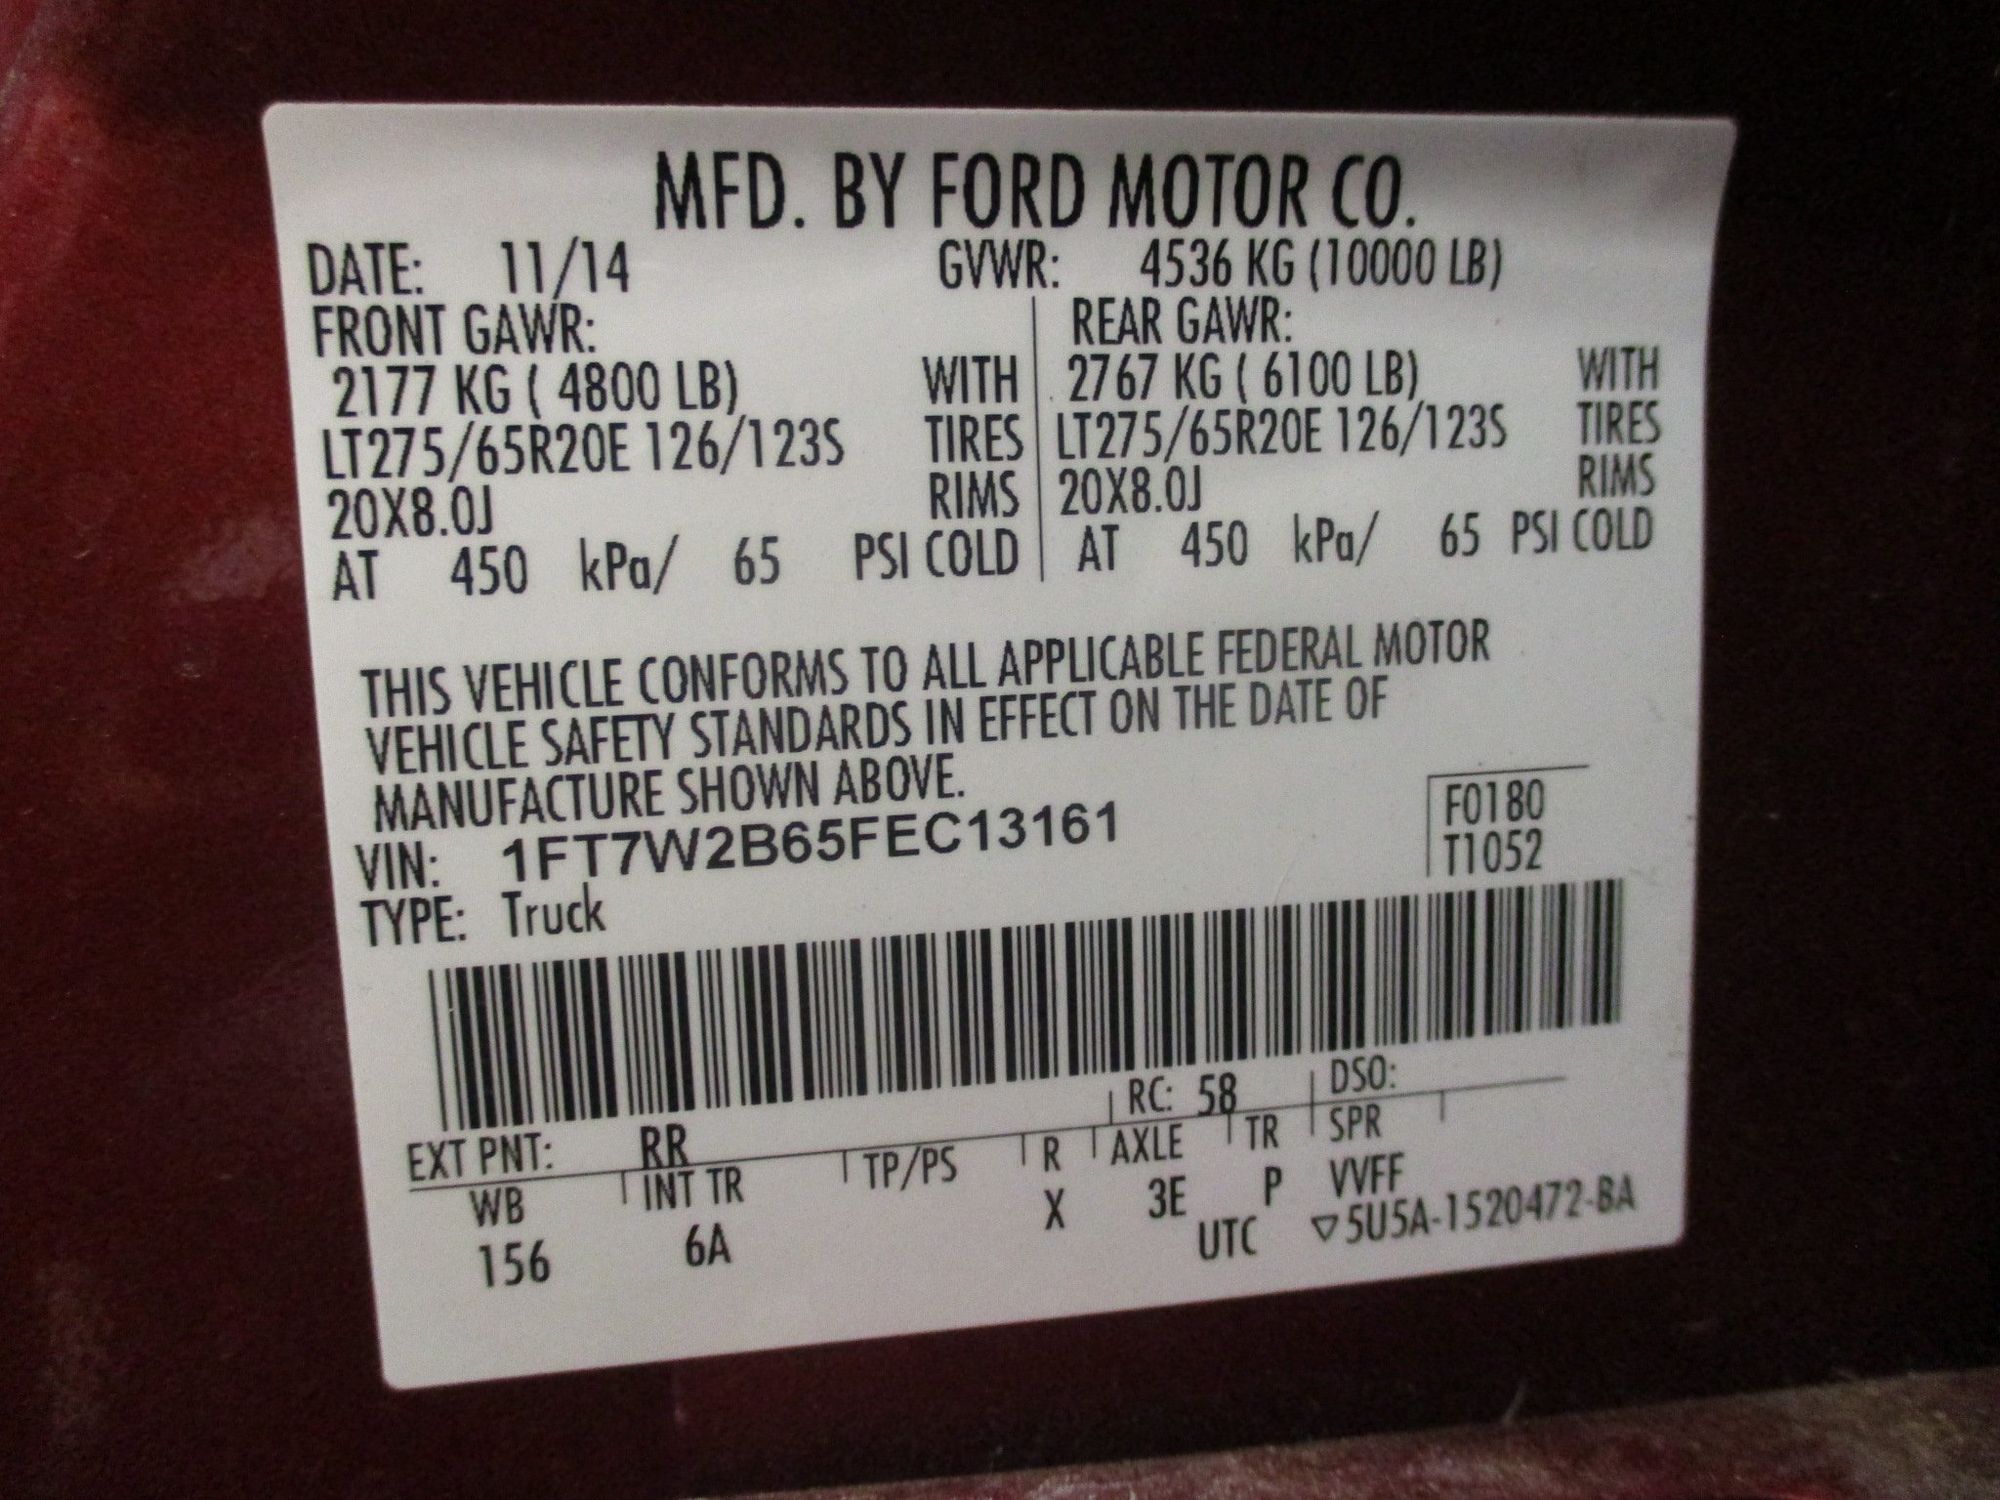 MFD. BY FORD MOTOR CO.
DATE: 11/14 GVWR: 4536 KG (10000 LB)
FRONT GAWR: REAR GAWR:
2177 KG ( 4800 LB) WITH 2767 KG ( 6100 LB) WITH
LT275/65R20E 126/123S TIRES LT275/65R20E 126/123S TIRES
20X8.0J RIMS 20X8.0J RIMS
AT 450 kPa/ 65 PSI COLD AT 450 kPa/ 65 PSI COLD
THIS VEHICLE CONFORMS TO ALL APPLICABLE FEDERAL MOTOR
VEHICLE SAFETY STANDARDS IN EFFECT ON THE DATE OF
MANUFACTURE SHOWN ABOVE.
F0180
VIN: 1FT7W2B65FEC13161
T1052
TYPE: Truck
EXT PNT: RR RC: 58 DSO:
WB INT TR TP/PS R AXLE TR SPR
156 6A X 3E P VVFF
UTC ▽5U5A-1520472-BA